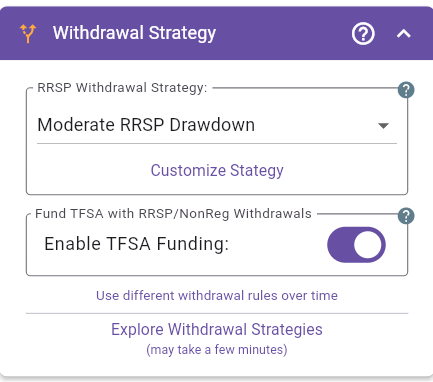 Withdrawal Strategy ?
RRSP Withdrawal Strategy: ?
Moderate RRSP Drawdown
Customize Stategy
Fund TFSA with RRSP/NonReg Withdrawals ?
Enable TFSA Funding:
Use different withdrawal rules over time
Explore Withdrawal Strategies
(may take a few minutes)